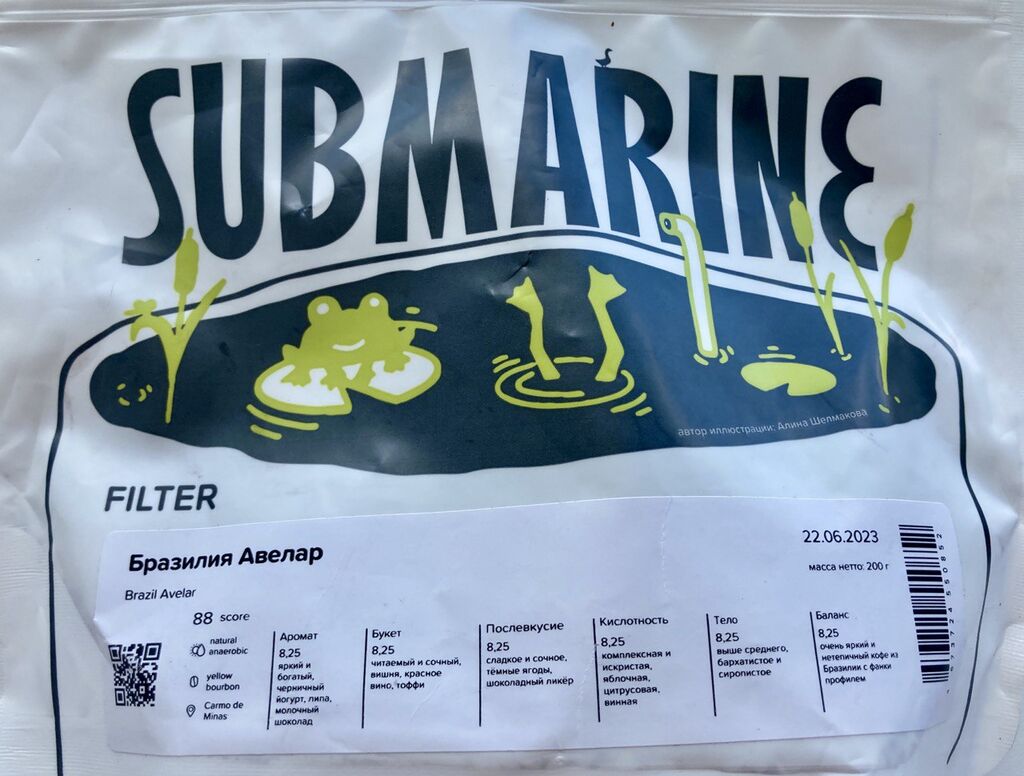 SUBMARINE
автор иллюстрации: Алина Шелмакова
FILTER
Бразилия Авелар
Brazil Avelar
22.06.2023
масса нетто: 200 г
88 score
natural
anaerobic
yellow
bourbon
Carmo de
Minas
Аромат
8,25
яркий и
богатый,
черничный
йогурт, липа,
молочный
шоколад
Букет
8,25
читаемый и сочный,
вишня, красное
вино, тоффи
Послевкусие
8,25
сладкое и сочное,
тёмные ягоды,
шоколадный ликёр
Кислотность
8,25
комплексная и
искристая,
яблочная,
цитрусовая,
винная
Тело
8,25
выше среднего,
бархатистое и
сиропистое
Баланс
8,25
очень яркий и
нетепичный кофе из
Бразилии с фанки
профилем